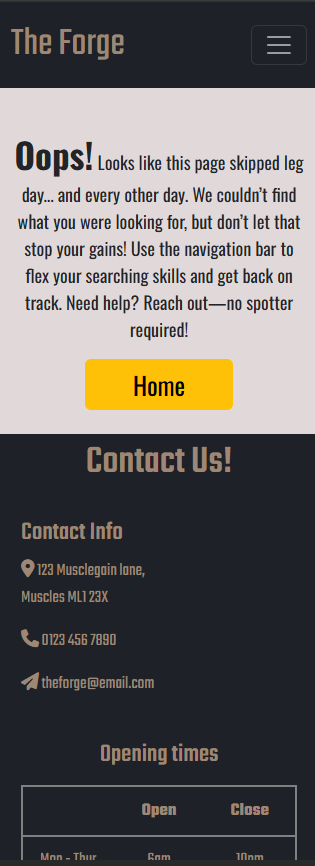 The Forge
Oops! Looks like this page skipped leg
day... and every other day. We couldn't find
what you were looking for, but don't let that
stop your gains! Use the navigation bar to
flex your searching skills and get back on
track. Need help? Reach out—no spotter
required!
Home
Contact Us!
Contact Info
123 Musclegain lane,
Muscles ML1 23X
0123 456 7890
theforge@email.com
Opening times
Open Close
Mon - Thur 6am 10pm